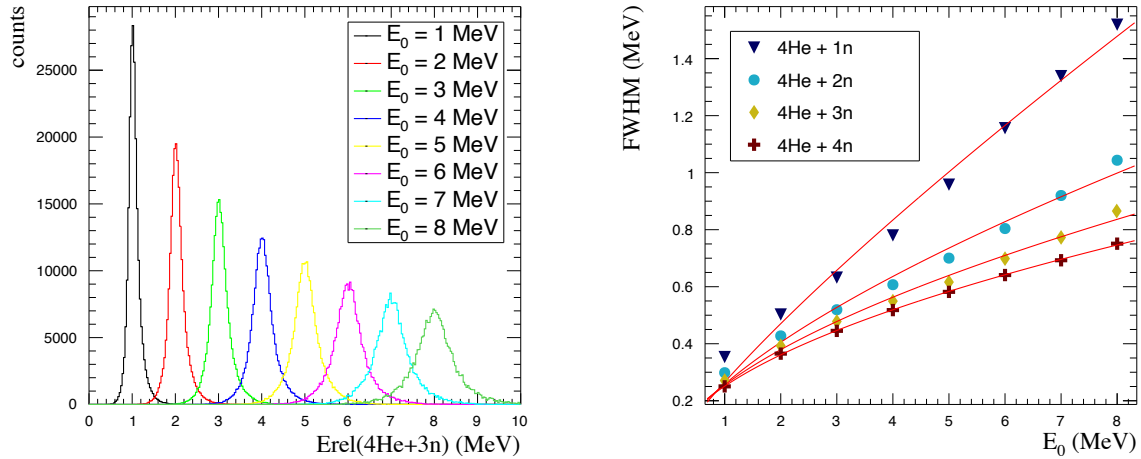 counts
25000
20000
15000
10000
5000
0
E0 = 1 MeV
E0 = 2 MeV
E0 = 3 MeV
E0 = 4 MeV
E0 = 5 MeV
E0 = 6 MeV
E0 = 7 MeV
E0 = 8 MeV
0 1 2 3 4 5 6 7 8 9 10
Erel(4He+3n) (MeV)
FWHM (MeV)
1.4
1.2
1
0.8
0.6
0.4
0.2
4He + 1n
4He + 2n
4He + 3n
4He + 4n
1 2 3 4 5 6 7 8
E0 (MeV)